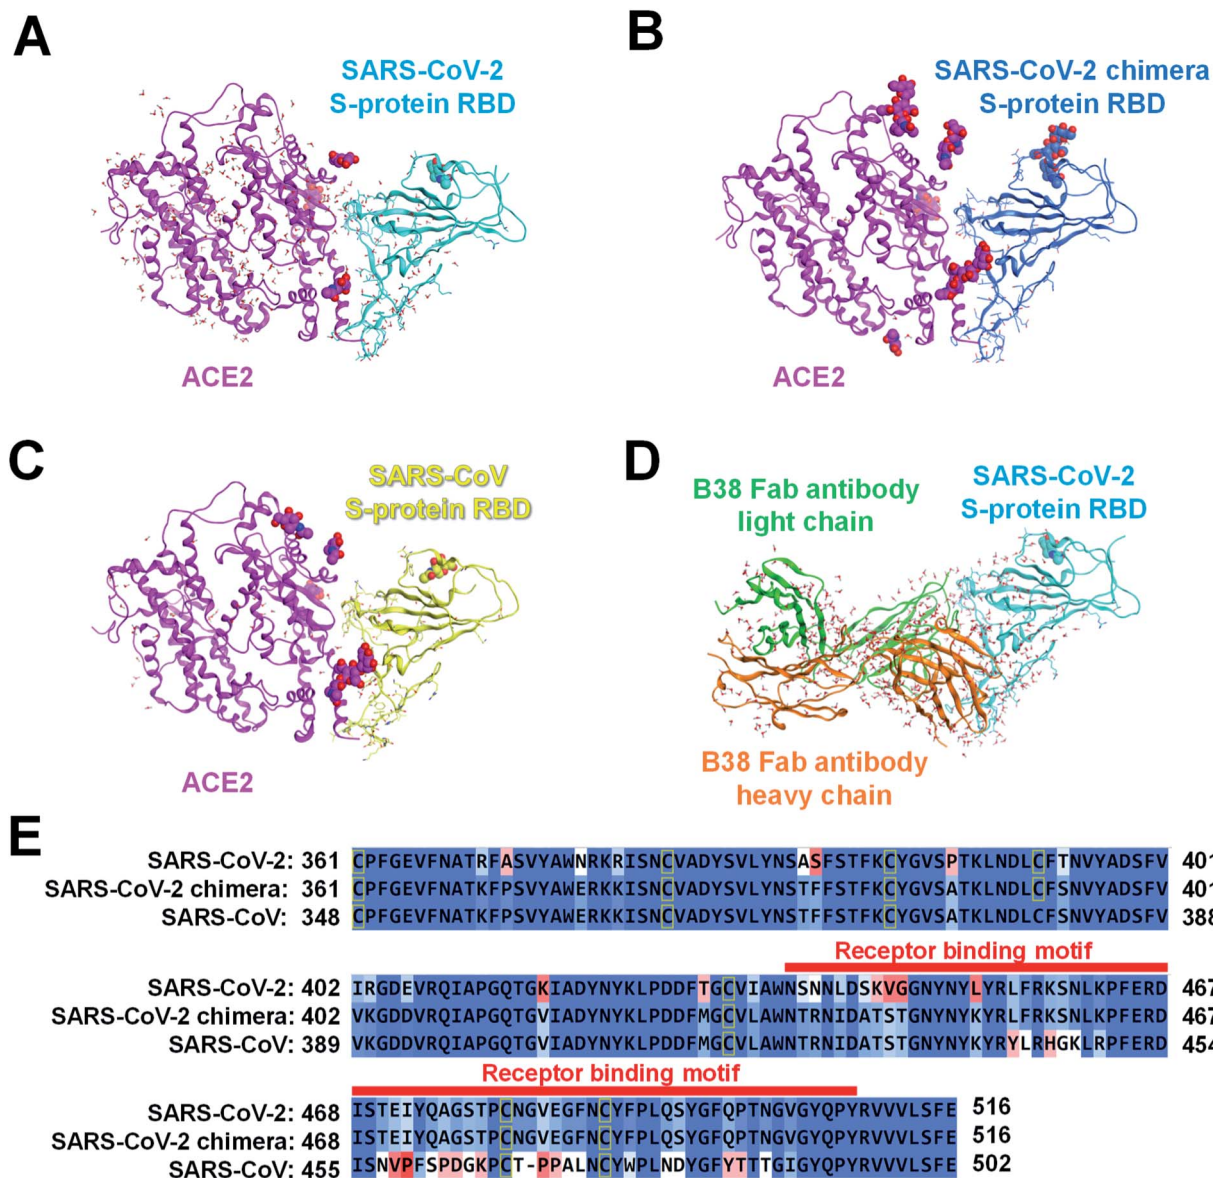 A
SARS-CoV-2
S-protein RBD
ACE2
B
SARS-CoV-2 chimera
S-protein RBD
ACE2
C
SARS-CoV
S-protein RBD
ACE2
D
B38 Fab antibody
light chain
SARS-CoV-2
S-protein RBD
B38 Fab antibody
heavy chain
E
SARS-CoV-2: 361 CPFGEVFNATRFASVYAWNRKRISNCVADYSVLYNSASFSTFKCYGVSPTKLNDLCFTNVYADSFV 401
SARS-CoV-2 chimera: 361 CPFGEVFNATKFPSVYAWERKKISNCVADYSVLYNSTFFSTFKCYGVSATKLNDLCFSNVYADSFV 401
SARS-CoV: 348 CPFGEVFNATKFPSVYAWERKKISNCVADYSVLYNSTFFSTFKCYGVSATKLNDLCFSNVYADSFV 388
Receptor binding motif
SARS-CoV-2: 402 IRGDEVRQIAPGQTGKIADYNYKLPDDFTGCVIAWNSNNLDSKVGGNYNYLYRLFRKSNLKPFERD 467
SARS-CoV-2 chimera: 402 VKGDDVRQIAPGQTGVIADYNYKLPDDFMGCVLAWNTRNIDATSTGNYNYKYRLFRKSNLKPFERD 467
SARS-CoV: 389 VKGDDVRQIAPGQTGVIADYNYKLPDDFMGCVLAWNTRNIDATSTGNYNYKYRYLRHGKLRPFERD 454
Receptor binding motif
SARS-CoV-2: 468 ISTEIYQAGSTPCNGVEGFNCYFPLQSYGFQPTNGVGYQPYRVVVLSFE 516
SARS-CoV-2 chimera: 468 ISTEIYQAGSTPCNGVEGFNCYFPLQSYGFQPTNGVGYQPYRVVVLSFE 516
SARS-CoV: 455 ISNVPFSPDGKPCT-PPALNCYWPLNDYGFYTTTGIGYQPYRVVVLSFE 502